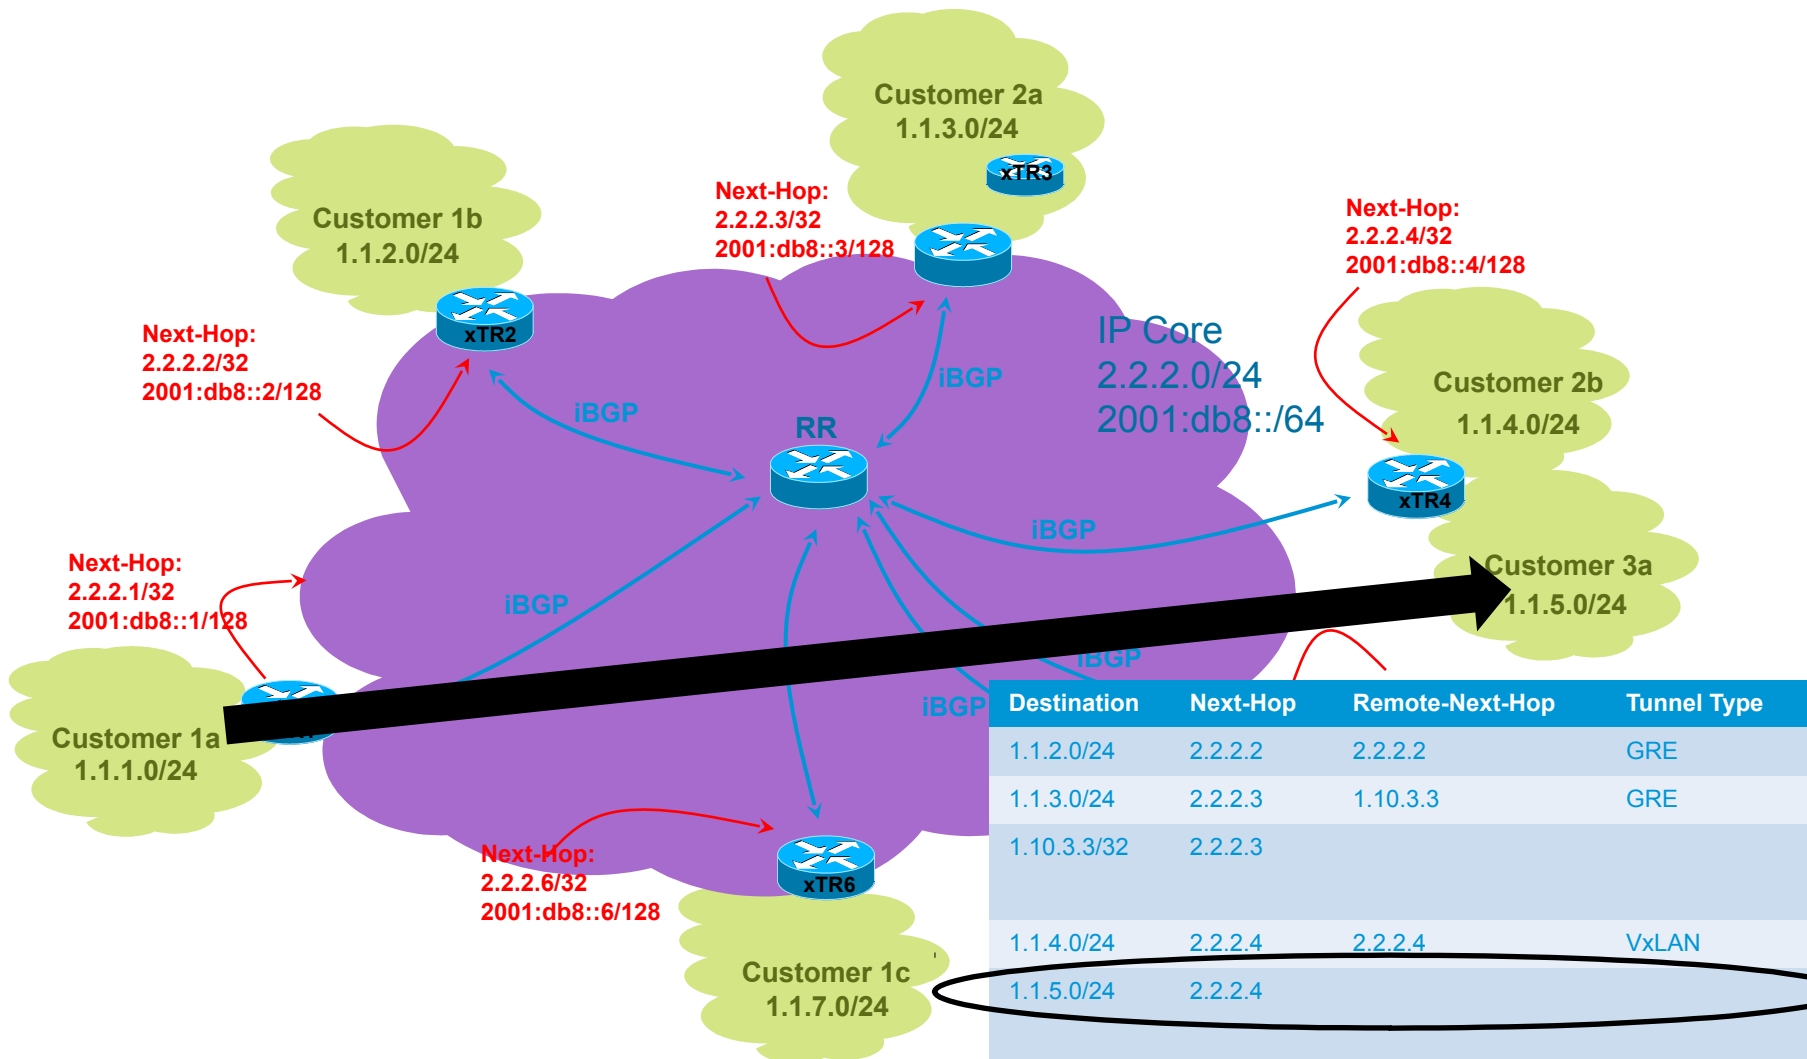 Customer 2a
1.1.3.0/24
xTR3
Next-Hop:
2.2.2.3/32
2001:db8::3/128
Customer 1b
1.1.2.0/24
xTR2
Next-Hop:
2.2.2.4/32
2001:db8::4/128
Next-Hop:
2.2.2.2/32
2001:db8::2/128
IP Core
2.2.2.0/24
2001:db8::/64
iBGP
iBGP
RR
Customer 2b
1.1.4.0/24
xTR4
iBGP
Next-Hop:
2.2.2.1/32
2001:db8::1/128
iBGP
Customer 3a
1.1.5.0/24
iBGP
iBGP
Customer 1a
1.1.1.0/24
Next-Hop:
2.2.2.6/32
2001:db8::6/128
xTR6
Customer 1c
1.1.7.0/24
Destination Next-Hop Remote-Next-Hop Tunnel Type
1.1.2.0/24 2.2.2.2 2.2.2.2 GRE
1.1.3.0/24 2.2.2.3 1.10.3.3 GRE
1.10.3.3/32 2.2.2.3
1.1.4.0/24 2.2.2.4 2.2.2.4 VxLAN
1.1.5.0/24 2.2.2.4